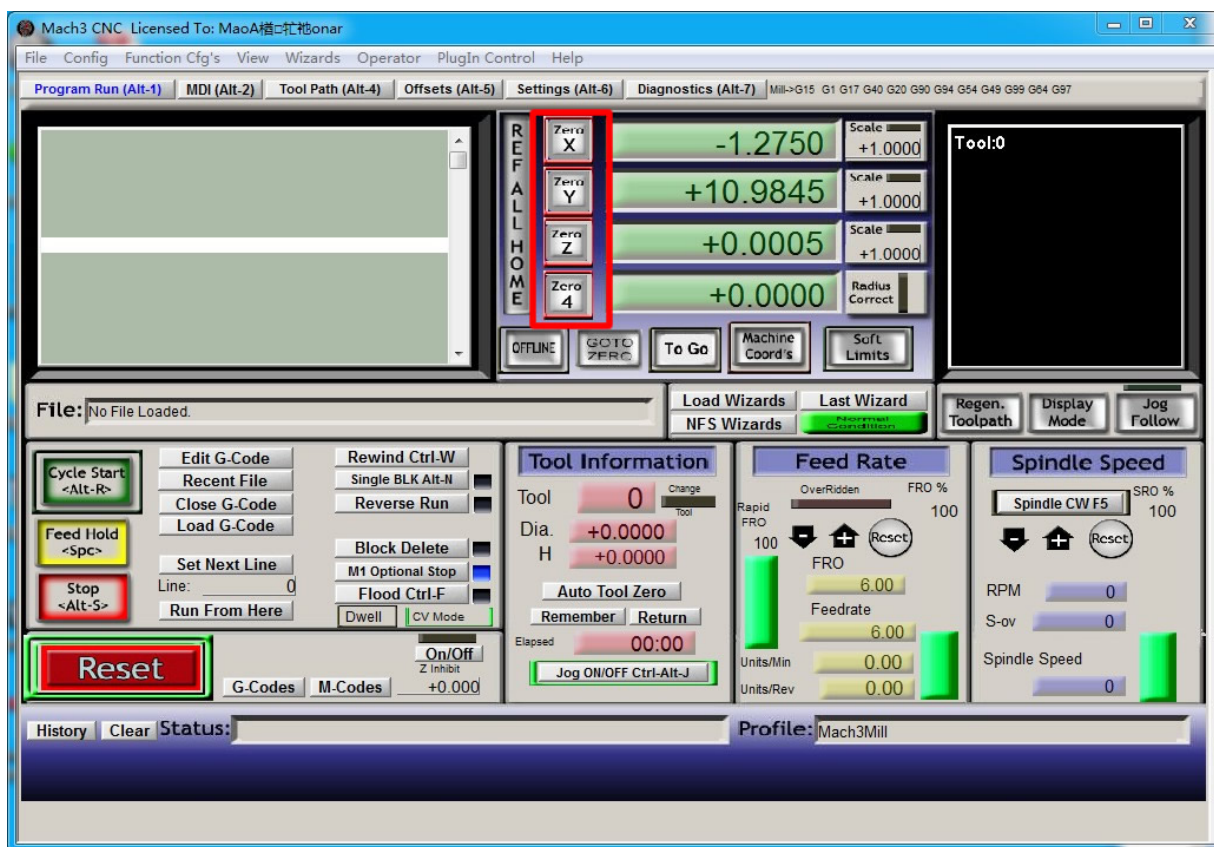 Mach3 CNC Licensed To: MaoA楢□牤衪onar
File Config Function Cfg's View Wizards Operator PlugIn Control Help
Program Run (Alt-1) MDI (Alt-2) Tool Path (Alt-4) Offsets (Alt-5) Settings (Alt-6) Diagnostics (Alt-7) Mill->G15 G1 G17 G40 G20 G90 G94 G54 G49 G99 G64 G97
REF ALL HOME
Zero X -1.2750 Scale +1.0000
Zero Y +10.9845 Scale +1.0000
Zero Z +0.0005 Scale +1.0000
Zero 4 +0.0000 Radius Correct
OFFLINE GOTO ZERO To Go Machine Coord's Soft Limits
Tool:0
File: No File Loaded.
Load Wizards Last Wizard
NFS Wizards Normal Condition
Regen. Toolpath Display Mode Jog Follow
Cycle Start <Alt-R>
Feed Hold <Spc>
Stop <Alt-S>
Edit G-Code
Recent File
Close G-Code
Load G-Code
Set Next Line
Line: 0
Run From Here
Rewind Ctrl-W
Single BLK Alt-N
Reverse Run
Block Delete
M1 Optional Stop
Flood Ctrl-F
Dwell CV Mode
Reset
G-Codes M-Codes
On/Off
Z Inhibit
+0.000
Tool Information
Tool 0 Change Tool
Dia. +0.0000
H +0.0000
Auto Tool Zero
Remember Return
Elapsed 00:00
Jog ON/OFF Ctrl-Alt-J
Feed Rate
OverRidden FRO %
100
Rapid FRO
100
Reset
FRO
6.00
Feedrate
6.00
Units/Min 0.00
Units/Rev 0.00
Spindle Speed
Spindle CW F5
SRO %
100
Reset
RPM 0
S-ov 0
Spindle Speed
0
History Clear Status:
Profile: Mach3Mill